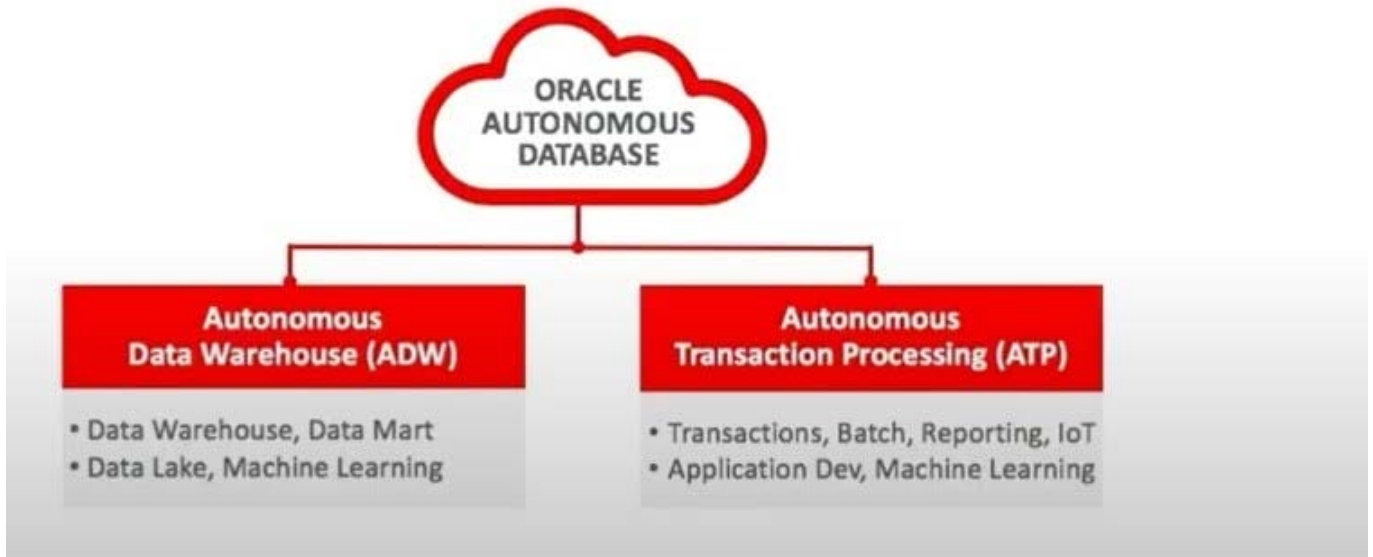 ORACLE
AUTONOMOUS
DATABASE
Autonomous
Data Warehouse (ADW)
• Data Warehouse, Data Mart
• Data Lake, Machine Learning
Autonomous
Transaction Processing (ATP)
• Transactions, Batch, Reporting, IoT
• Application Dev, Machine Learning